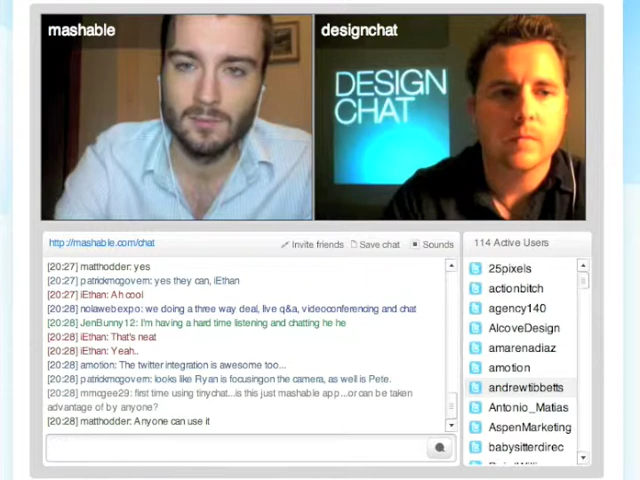 mashable
designchat
DESIGN
CHAT
http://mashable.com/chat
Invite friends
Save chat
Sounds
114 Active Users
[20:27] matthodder: yes
[20:27] patrickmcgovern: yes they can, iEthan
[20:27] iEthan: Ah cool
[20:28] nolawebexpo: we doing a three way deal, live q&a, videoconferencing and chat
[20:28] JenBunny12: I'm having a hard time listening and chatting he he
[20:28] iEthan: That's neat
[20:28] iEthan: Yeah..
[20:28] amotion: The twitter integration is awesome too...
[20:28] patrickmcgovern: looks like Ryan is focusingon the camera, as well is Pete.
[20:28] mmcgee29: first time using tinychat...is this just mashable app...or can be taken
advantage of by anyone?
[20:28] matthodder: Anyone can use it
25pixels
actionbitch
agency140
AlcoveDesign
amarenadiaz
amotion
andrewtibbetts
Antonio_Matias
AspenMarketing
babysitterdirec